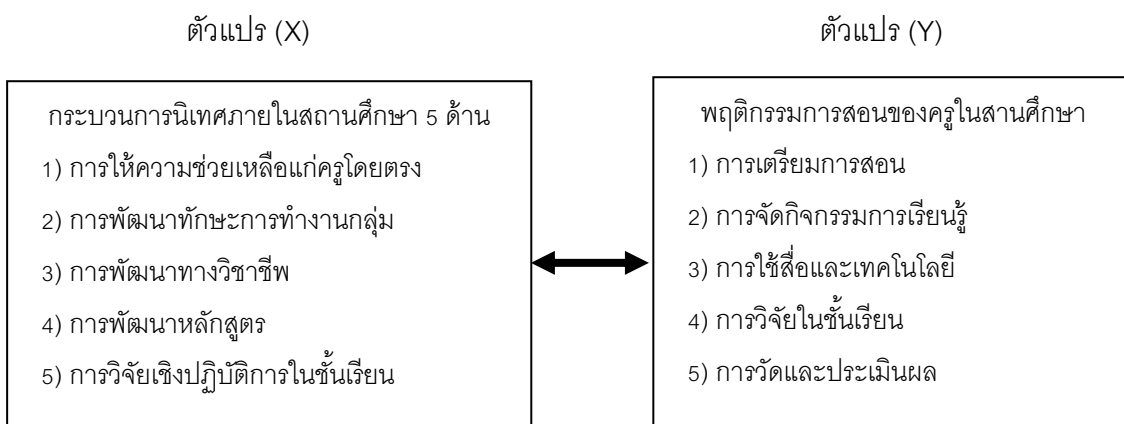 ตัวแปร (X)
กระบวนการนิเทศภายในสถานศึกษา 5 ด้าน
1) การให้ความช่วยเหลือแก่ครูโดยตรง
2) การพัฒนาทักษะการทำงานกลุ่ม
3) การพัฒนาทางวิชาชีพ
4) การพัฒนาหลักสูตร
5) การวิจัยเชิงปฏิบัติการในชั้นเรียน
ตัวแปร (Y)
พฤติกรรมการสอนของครูในสานศึกษา
1) การเตรียมการสอน
2) การจัดกิจกรรมการเรียนรู้
3) การใช้สื่อและเทคโนโลยี
4) การวิจัยในชั้นเรียน
5) การวัดและประเมินผล